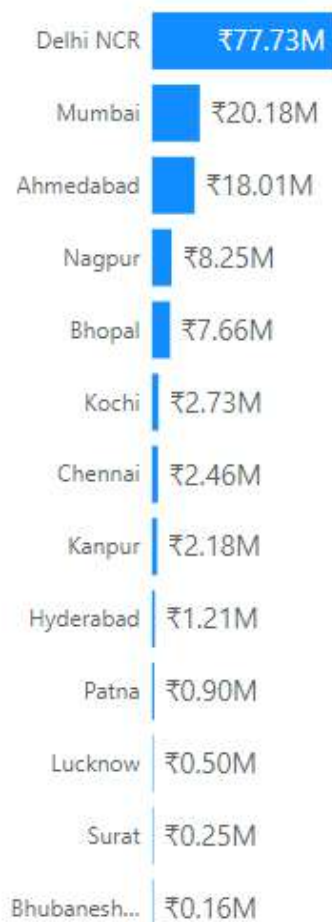 Delhi NCR ₹77.73M
Mumbai ₹20.18M
Ahmedabad ₹18.01M
Nagpur ₹8.25M
Bhopal ₹7.66M
Kochi ₹2.73M
Chennai ₹2.46M
Kanpur ₹2.18M
Hyderabad ₹1.21M
Patna ₹0.90M
Lucknow ₹0.50M
Surat ₹0.25M
Bhubanesh... ₹0.16M